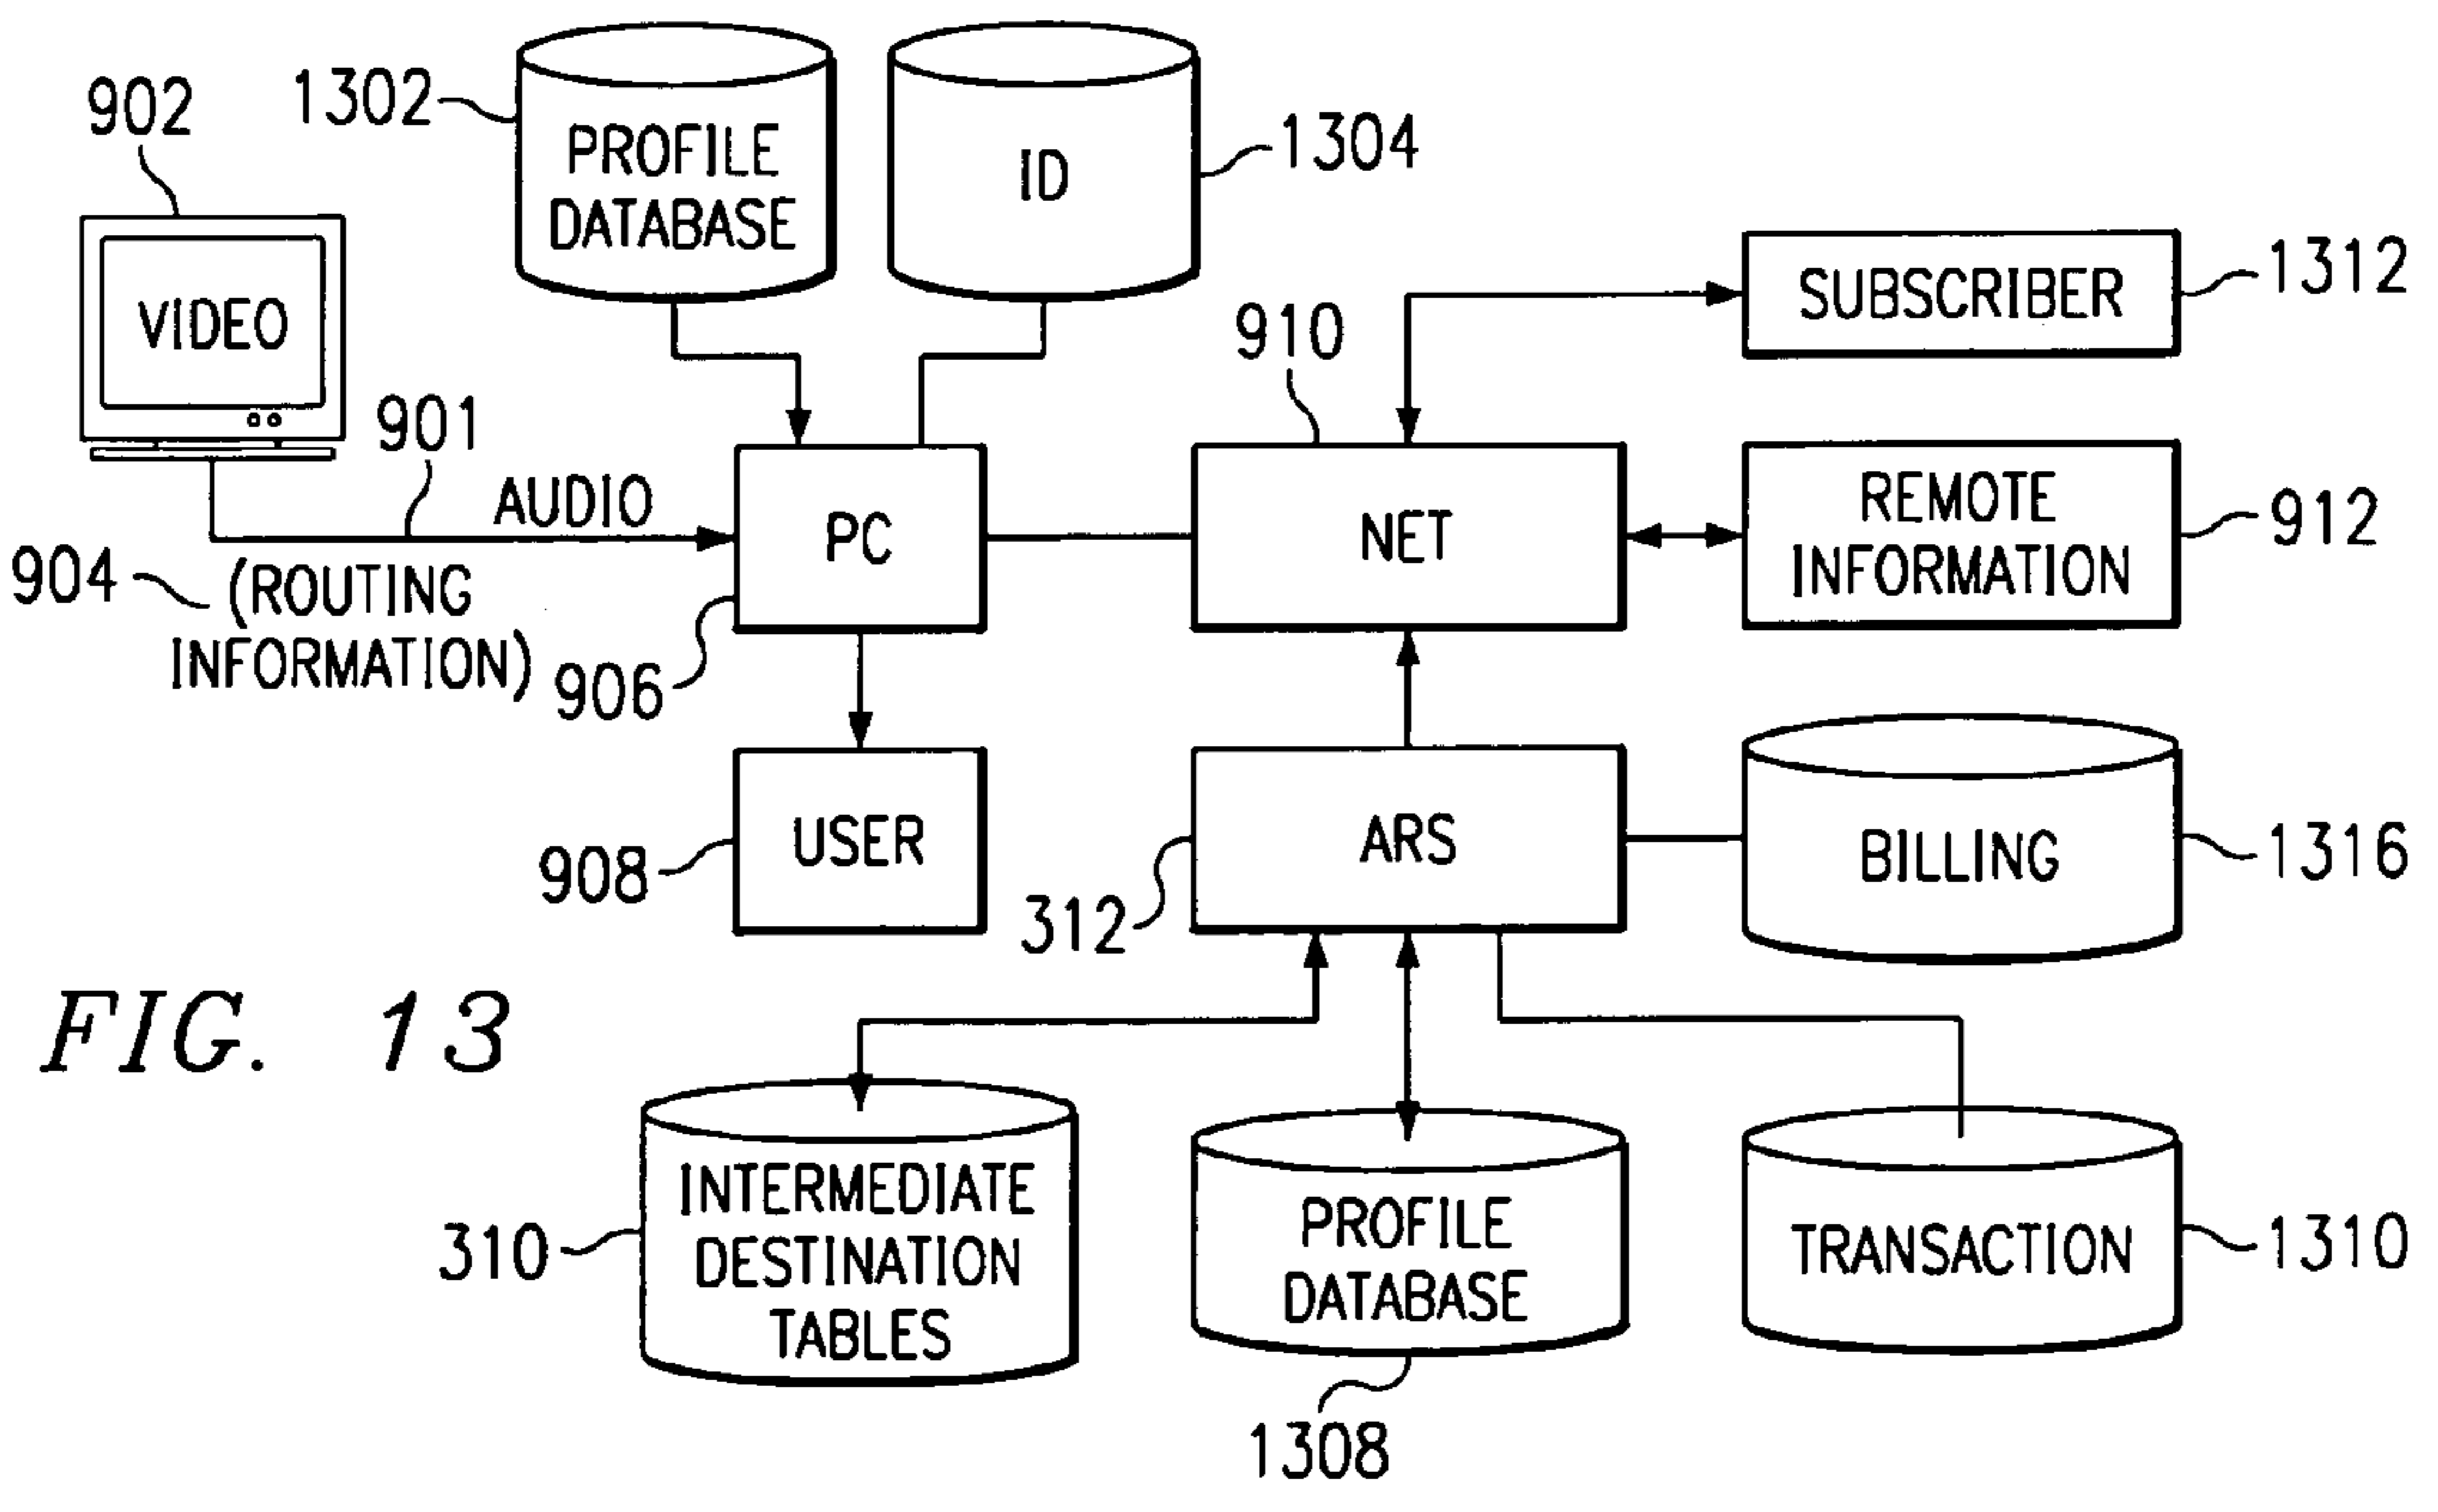 902
1302
PROFILE
DATABASE
ID
1304
VIDEO
SUBSCRIBER
1312
910
901
AUDIO
904
(ROUTING
INFORMATION)
906
PC
NET
REMOTE
INFORMATION
912
USER
908
ARS
312
BILLING
1316
FIG. 13
INTERMEDIATE
DESTINATION
TABLES
310
PROFILE
DATABASE
1308
TRANSACTION
1310